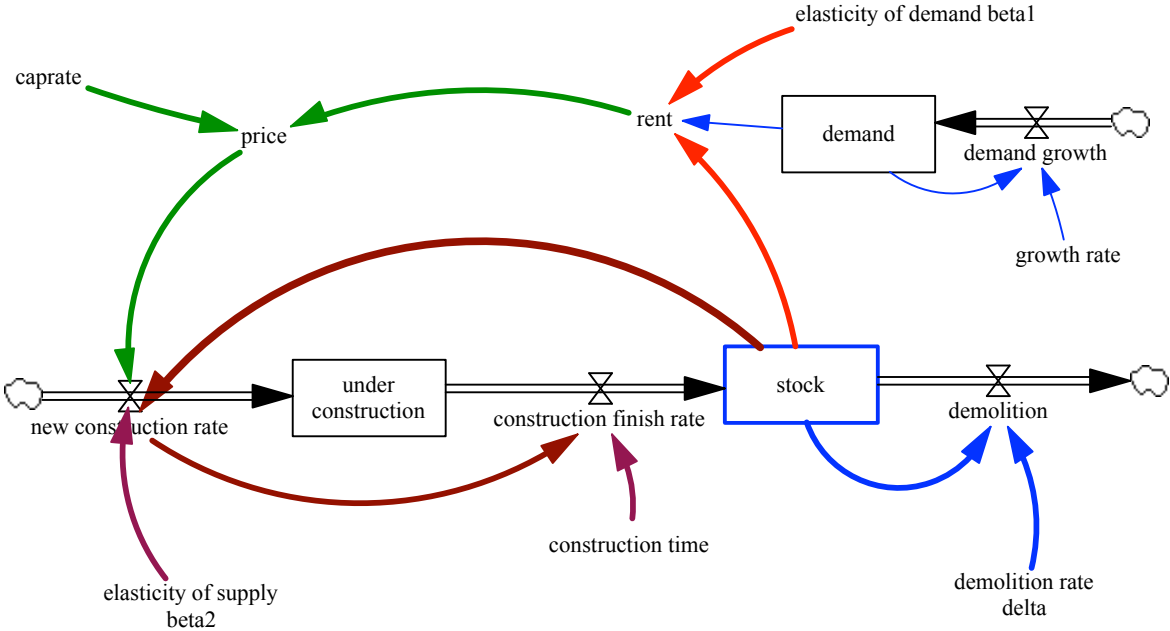 elasticity of demand beta1
caprate
rent
price
demand
demand growth
growth rate
under
construction
stock
new construction rate
construction finish rate
demolition
construction time
elasticity of supply
beta2
demolition rate
delta